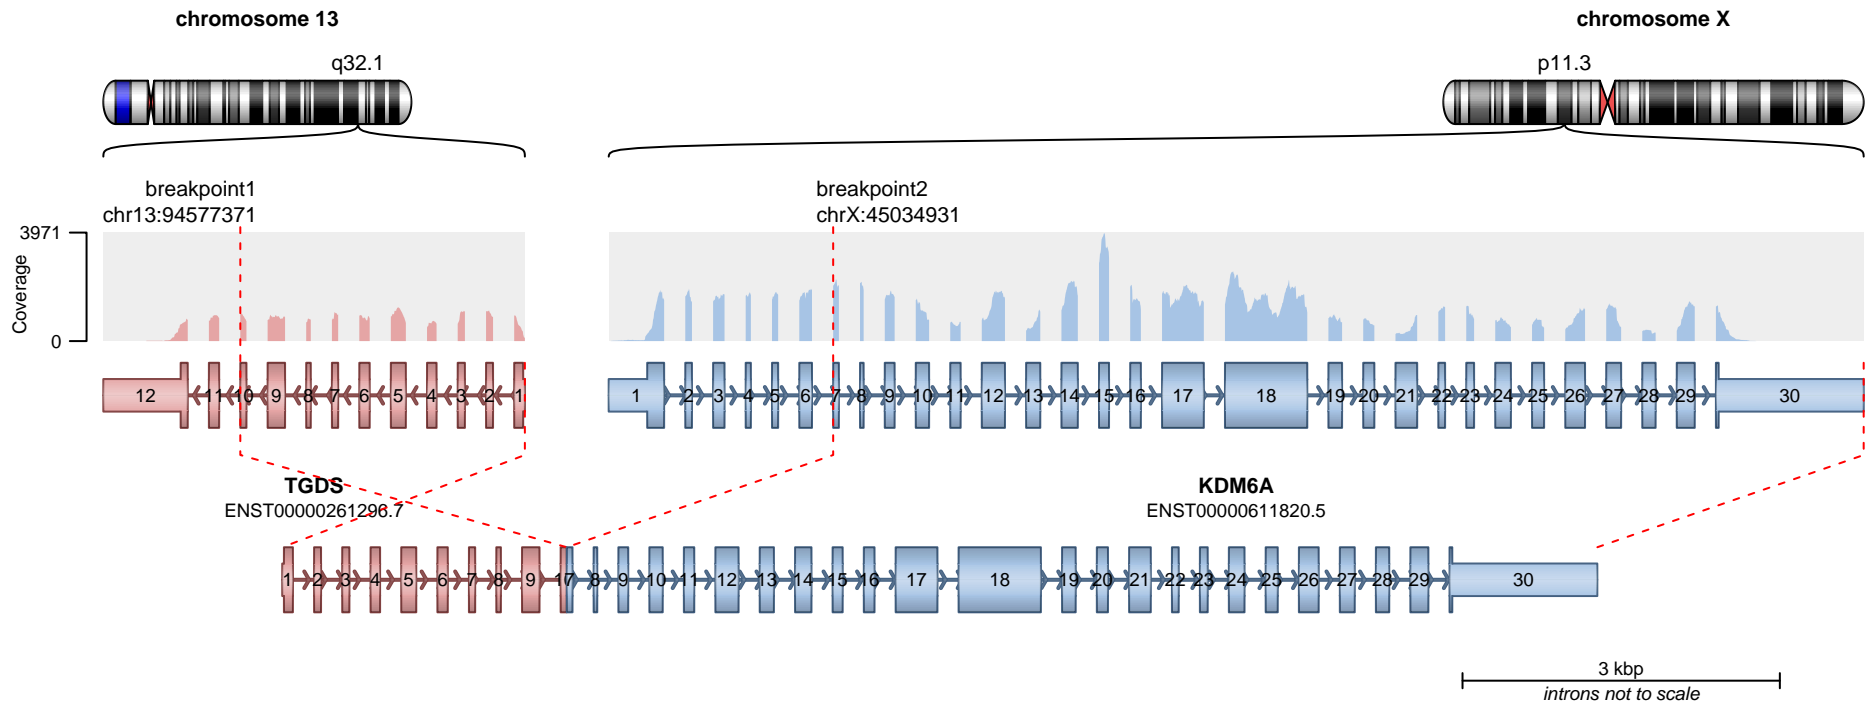 chromosome 13
chromosome X
q32.1
p11.3
breakpoint1
chr13:94577371
breakpoint2
chrX:45034931
3971
Coverage
0
12 11 10 9 8 7 6 5 4 3 2 1
1 2 3 4 5 6 7 8 9 10 11 12 13 14 15 16 17 18 19 20 21 22 23 24 25 26 27 28 29 30
TGDS
ENST00000261296.7
KDM6A
ENST00000611820.5
1 2 3 4 5 6 7 8 9 17 8 9 10 11 12 13 14 15 16 17 18 19 20 21 22 23 24 25 26 27 28 29 30
3 kbp
introns not to scale